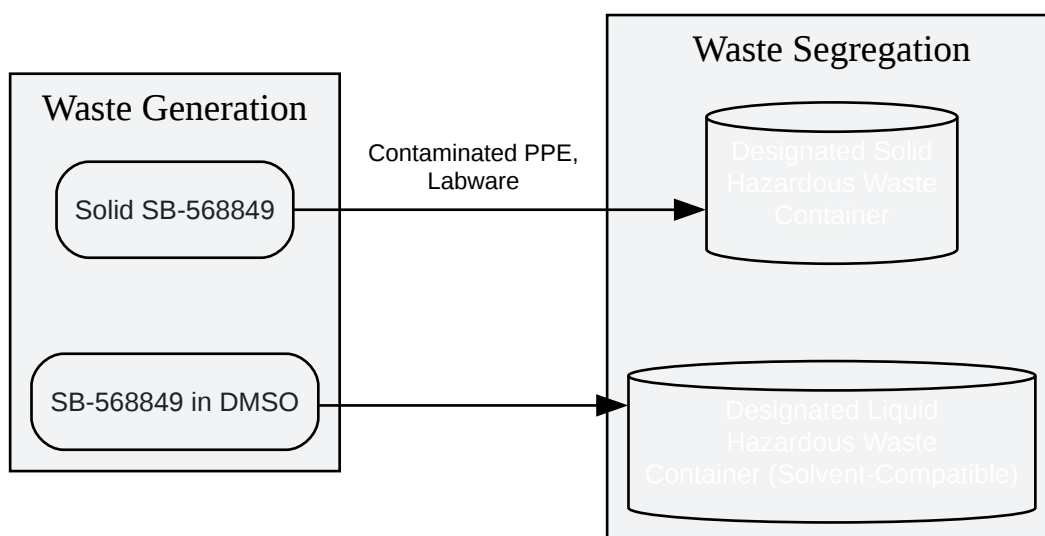 Waste Generation
Solid SB-568849
SB-568849 in DMSO
Contaminated PPE,
Labware
Waste Segregation
Designated Solid
Hazardous Waste
Container
Designated Liquid
Hazardous Waste
Container (Solvent-Compatible)